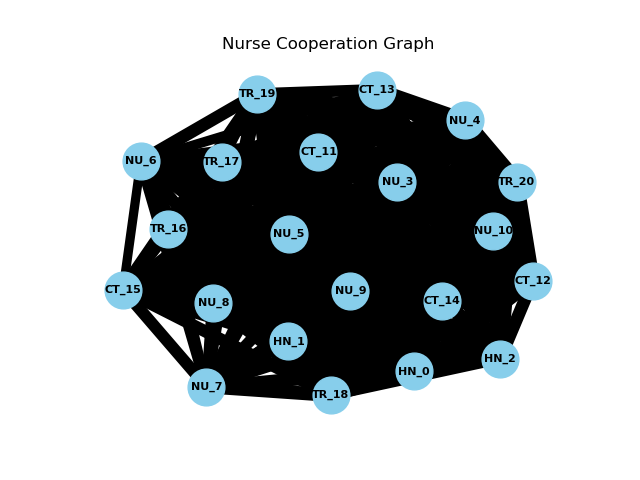 Nurse Cooperation Graph
TR_19
CT_13
NU_4
CT_11
NU_6
TR_17
NU_3
TR_20
TR_16
NU_5
NU_10
CT_12
CT_15
NU_8
NU_9
CT_14
HN_1
HN_2
HN_0
NU_7
TR_18